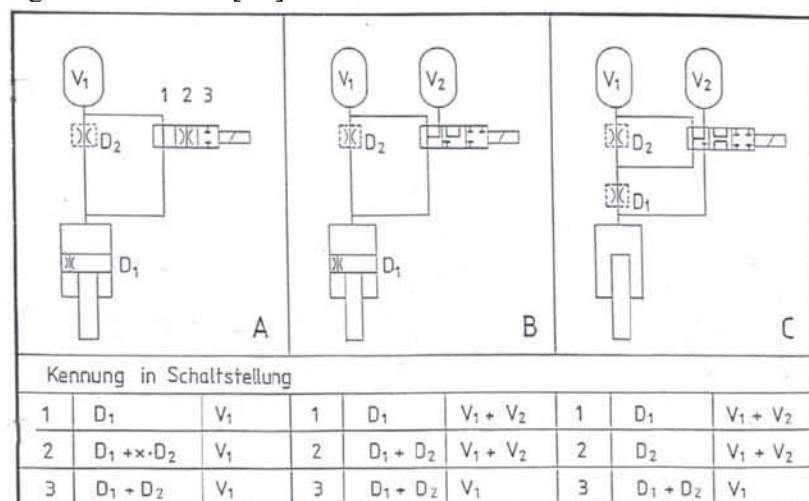 V₁ 1 2 3 V₁ V₂ V₁ V₂
D₂ D₂ D₂
D₁
D₁ D₁
A B C
Kennung in Schaltstellung
1 D₁ V₁ 1 D₁ V₁ + V₂ 1 D₁ V₁ + V₂
2 D₁ + x·D₂ V₁ 2 D₁ + D₂ V₁ + V₂ 2 D₂ V₁ + V₂
3 D₁ + D₂ V₁ 3 D₁ + D₂ V₁ 3 D₁ + D₂ V₁